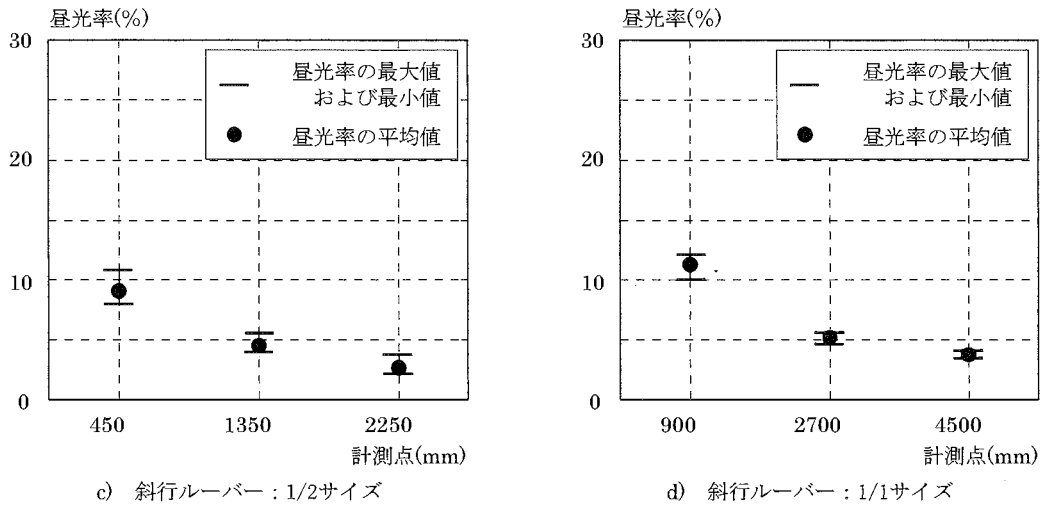 昼光率(%)
30
20
10
0
昼光率の最大値
および最小値
昼光率の平均値
450
1350
2250
計測点(mm)
c) 斜行ルーバー：1/2サイズ
昼光率(%)
30
20
10
0
昼光率の最大値
および最小値
昼光率の平均値
900
2700
4500
計測点(mm)
d) 斜行ルーバー：1/1サイズ